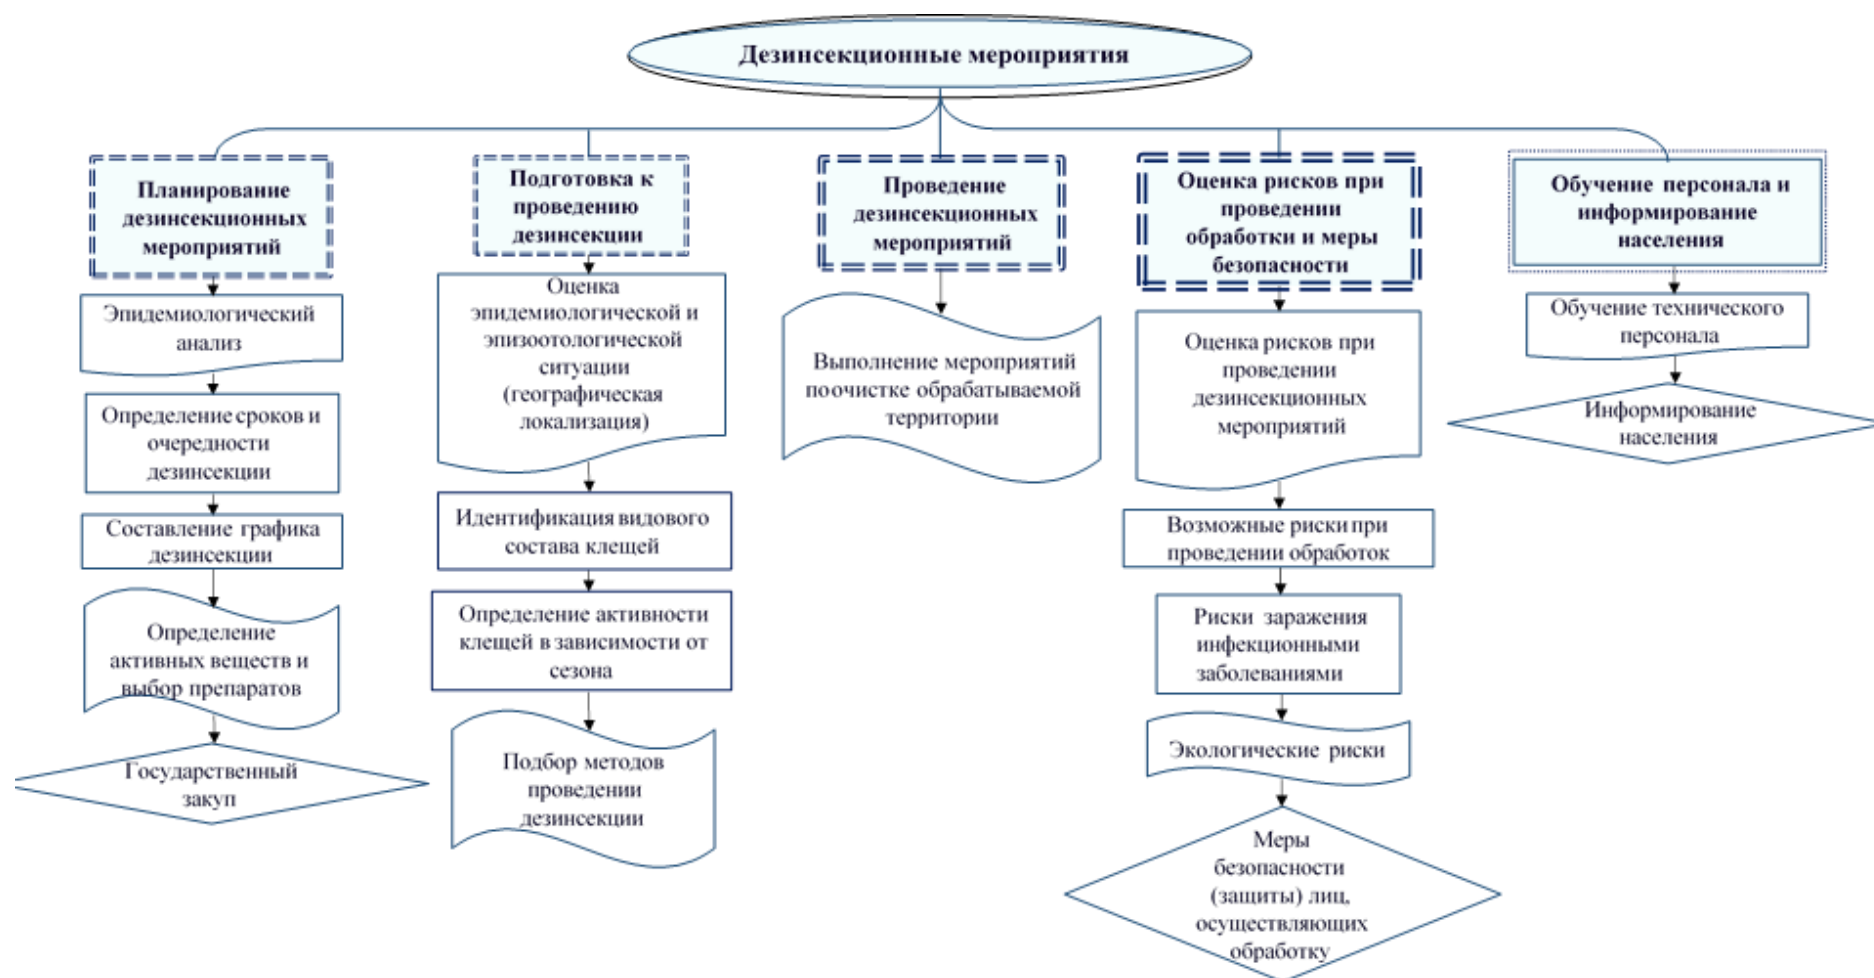 Дезинсекционные мероприятия
Планирование
дезинсекционных
мероприятий
Эпидемиологический
анализ
Определение сроков и
очередности
дезинсекции
Составление графика
дезинсекции
Определение
активных веществ и
выбор препаратов
Государственный
закуп
Подготовка к
проведению
дезинсекции
Оценка
эпидемиологической и
эпизоотологической
ситуации
(географическая
локализация)
Идентификация видового
состава клещей
Определение активности
клещей в зависимости от
сезона
Подбор методов
проведении
дезинсекции
Проведение
дезинсекционных
мероприятий
Выполнение мероприятий
по очистке обрабатываемой
территории
Оценка рисков при
проведении
обработки и меры
безопасности
Оценка рисков при
проведении
дезинсекционных
мероприятий
Возможные риски при
проведении обработок
Риски заражения
инфекционными
заболеваниями
Экологические риски
Меры
безопасности
(защиты) лиц,
осуществляющих
обработку
Обучение персонала и
информирование
населения
Обучение технического
персонала
Информирование
населения